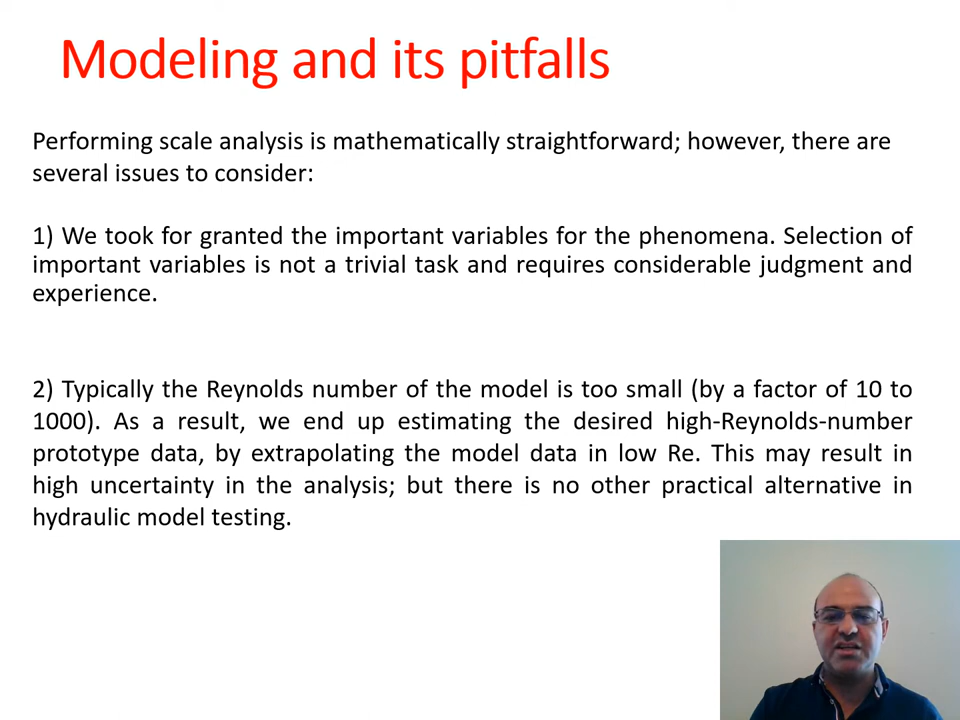 Modeling and its pitfalls
Performing scale analysis is mathematically straightforward; however, there are
several issues to consider:
1) We took for granted the important variables for the phenomena. Selection of
important variables is not a trivial task and requires considerable judgment and
experience.
2) Typically the Reynolds number of the model is too small (by a factor of 10 to
1000). As a result, we end up estimating the desired high-Reynolds-number
prototype data, by extrapolating the model data in low Re. This may result in
high uncertainty in the analysis; but there is no other practical alternative in
hydraulic model testing.